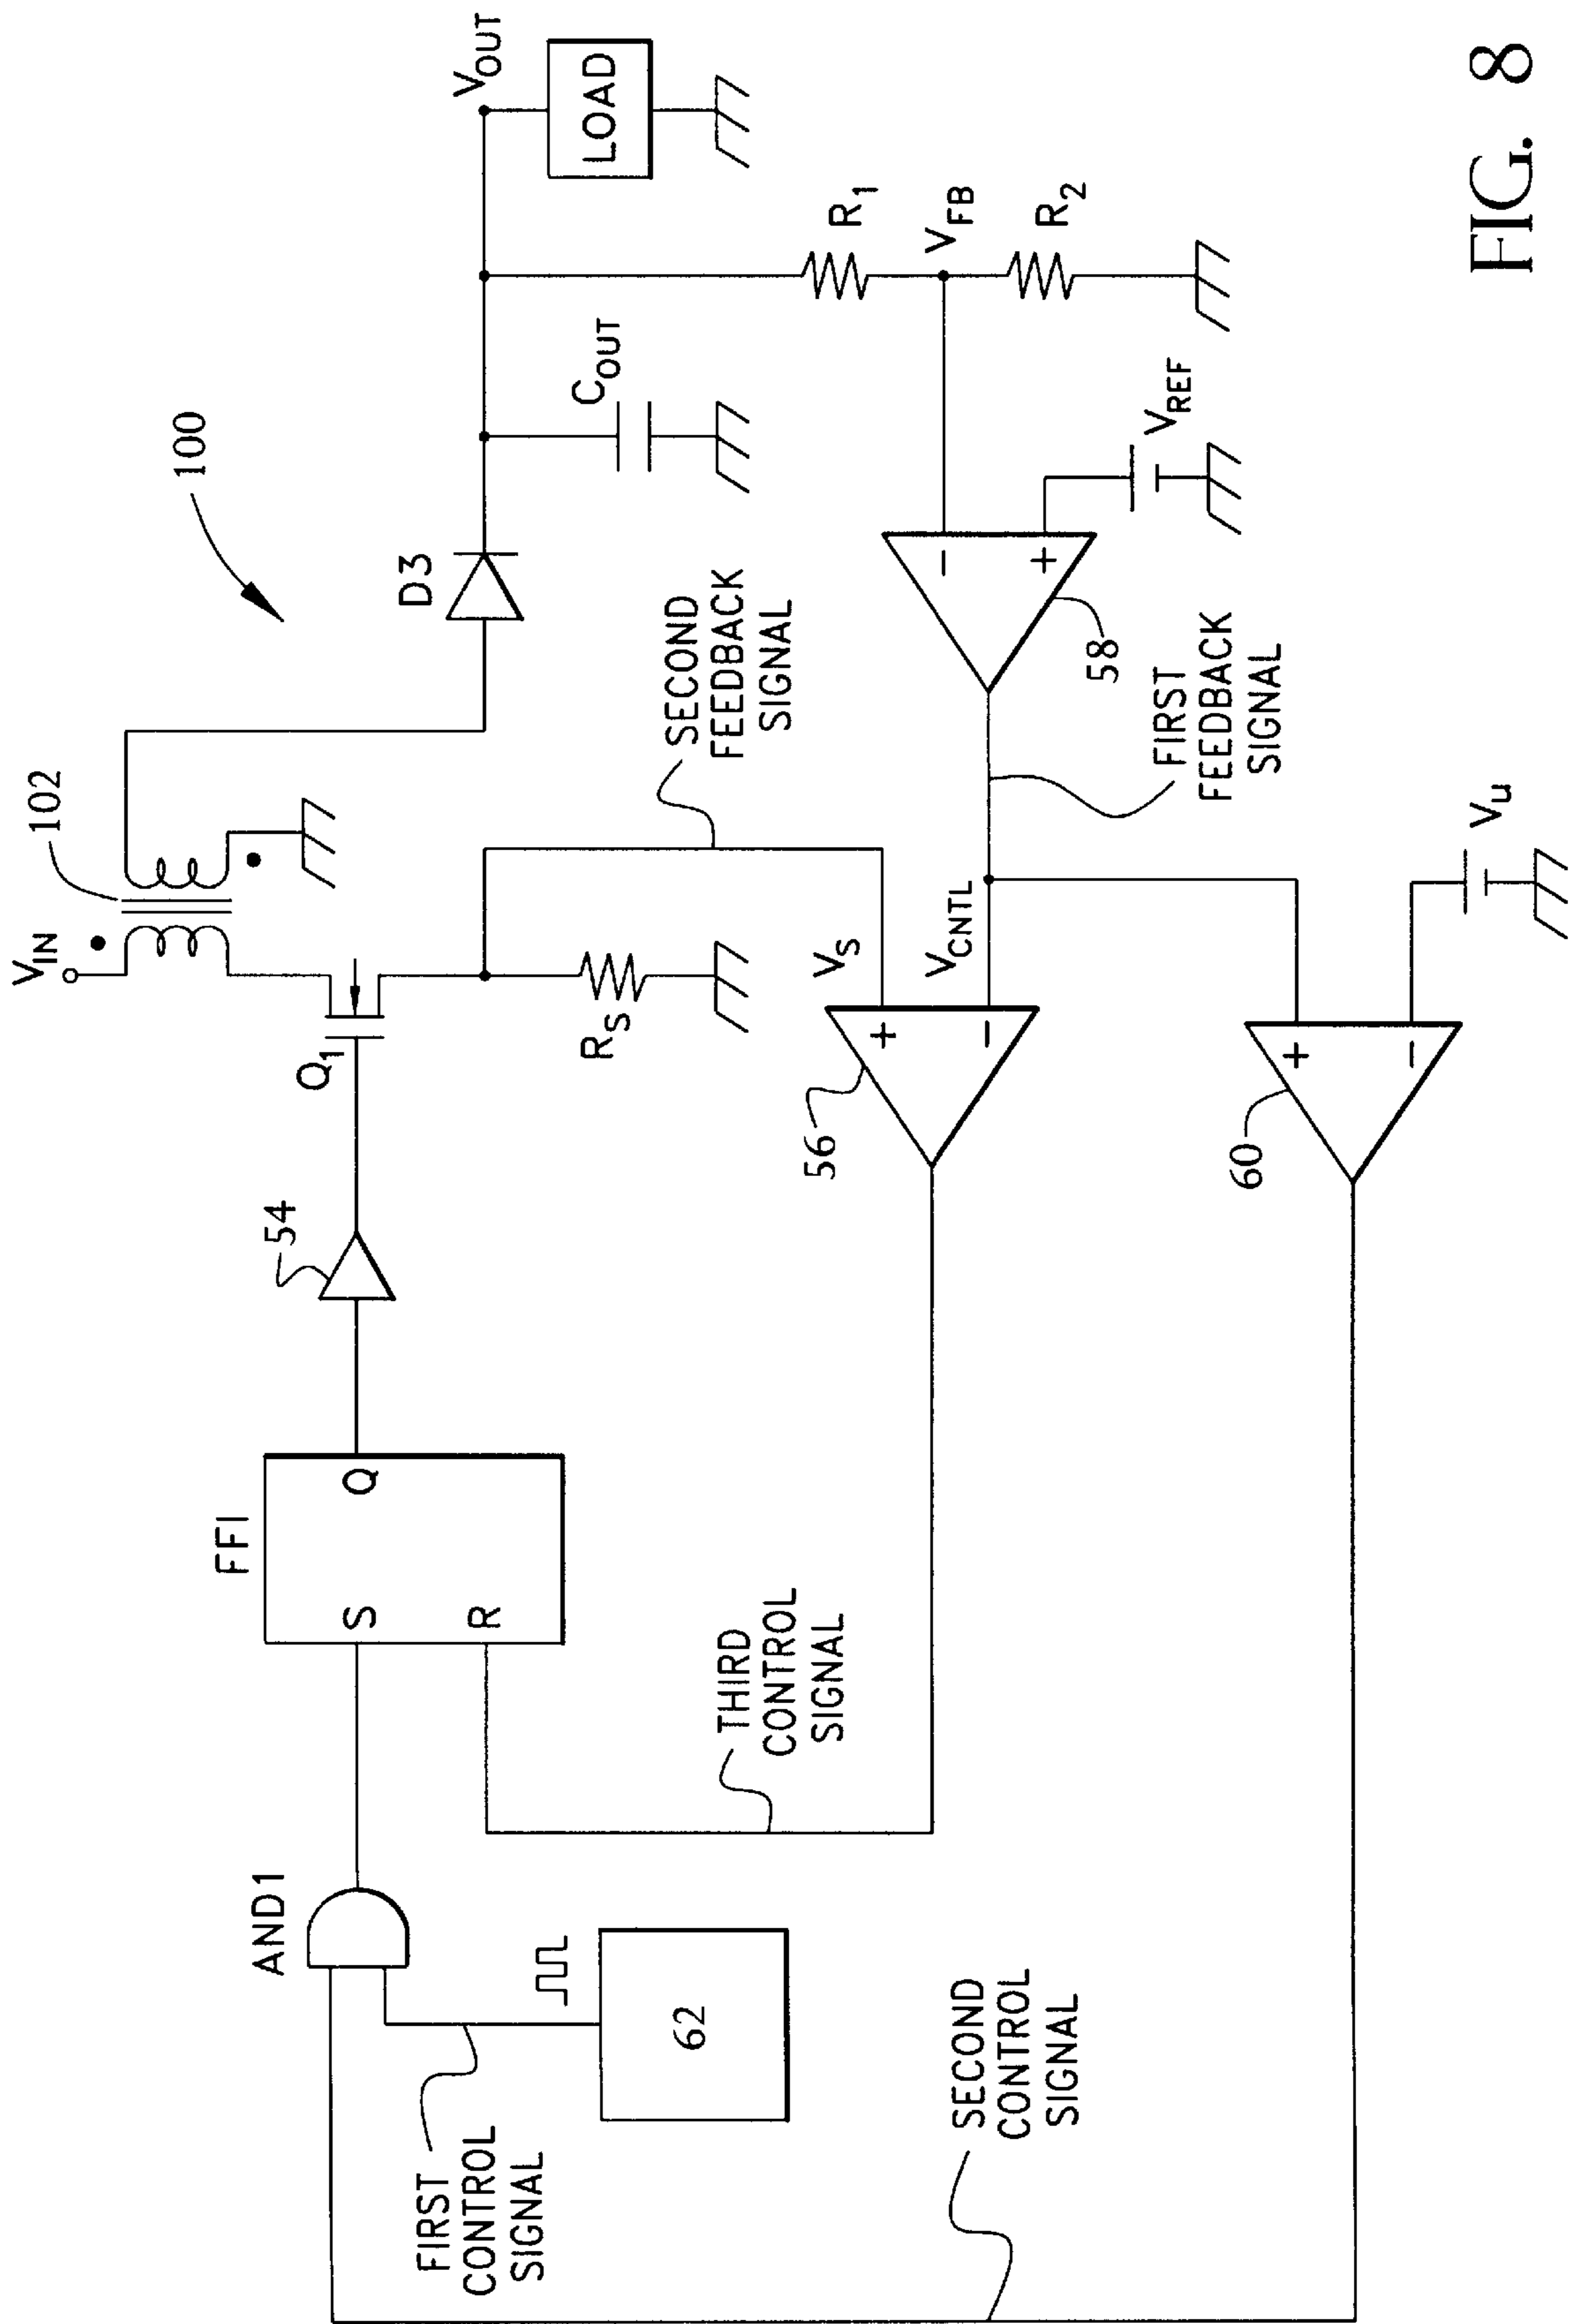 100
102
V_IN
D3
V_OUT
LOAD
C_OUT
R_1
V_FB
R_2
V_REF
Q_1
R_S
54
FF1
S
Q
R
AND1
62
FIRST
CONTROL
SIGNAL
THIRD
CONTROL
SIGNAL
SECOND
CONTROL
SIGNAL
SECOND
FEEDBACK
SIGNAL
FIRST
FEEDBACK
SIGNAL
V_S
V_CNTL
+
−
56
−
+
58
+
−
60
V_u
FIG. 8